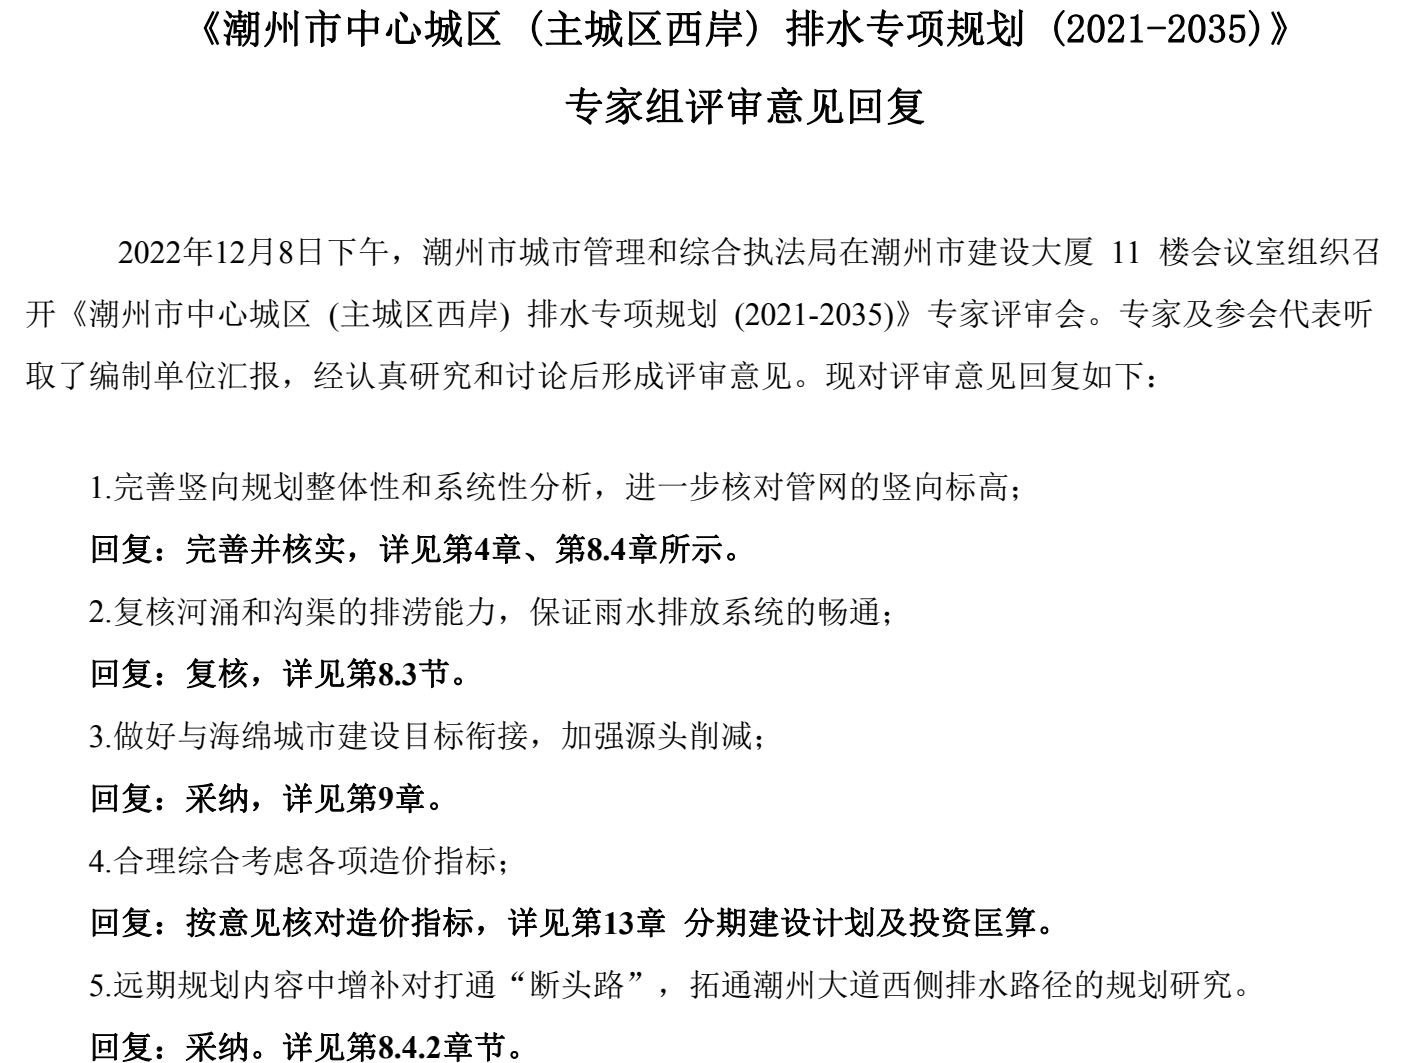 《潮州市中心城区 (主城区西岸) 排水专项规划 (2021-2035)》
专家组评审意见回复
2022年12月8日下午，潮州市城市管理和综合执法局在潮州市建设大厦 11 楼会议室组织召
开《潮州市中心城区 (主城区西岸) 排水专项规划 (2021-2035)》专家评审会。专家及参会代表听
取了编制单位汇报，经认真研究和讨论后形成评审意见。现对评审意见回复如下：
1.完善竖向规划整体性和系统性分析，进一步核对管网的竖向标高；
回复：完善并核实，详见第4章、第8.4章所示。
2.复核河涌和沟渠的排涝能力，保证雨水排放系统的畅通；
回复：复核，详见第8.3节。
3.做好与海绵城市建设目标衔接，加强源头削减；
回复：采纳，详见第9章。
4.合理综合考虑各项造价指标；
回复：按意见核对造价指标，详见第13章 分期建设计划及投资匡算。
5.远期规划内容中增补对打通“断头路”，拓通潮州大道西侧排水路径的规划研究。
回复：采纳。详见第8.4.2章节。